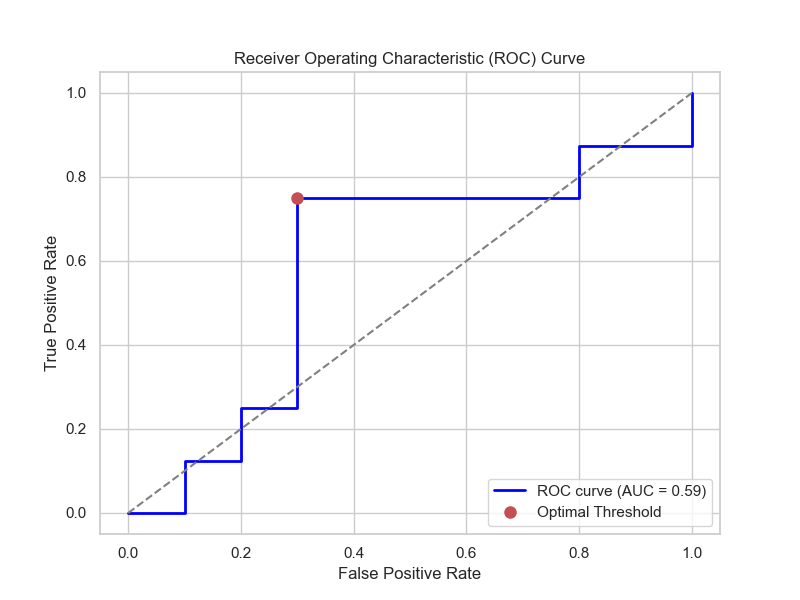 Receiver Operating Characteristic (ROC) Curve
True Positive Rate
1.0
0.8
0.6
0.4
0.2
0.0
0.0 0.2 0.4 0.6 0.8 1.0
False Positive Rate
ROC curve (AUC = 0.59)
Optimal Threshold